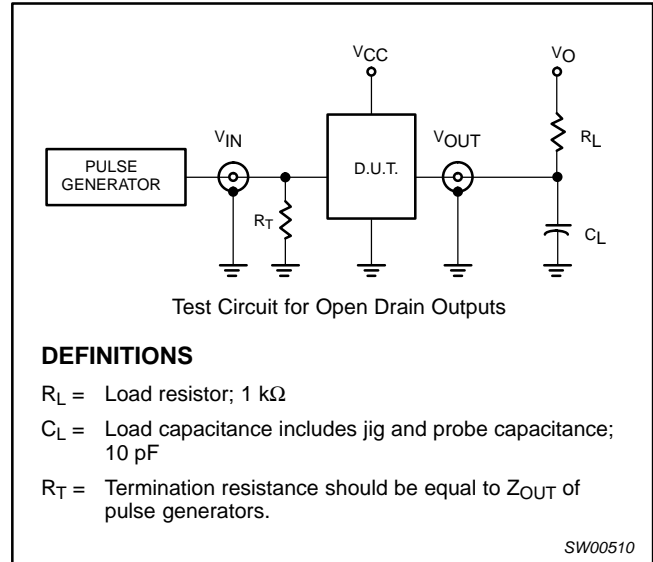 VCC
VO
VIN
VOUT
RL
PULSE
GENERATOR
D.U.T.
RT
CL
Test Circuit for Open Drain Outputs
DEFINITIONS
RL = Load resistor; 1 kΩ
CL = Load capacitance includes jig and probe capacitance;
10 pF
RT = Termination resistance should be equal to ZOUT of
pulse generators.
SW00510